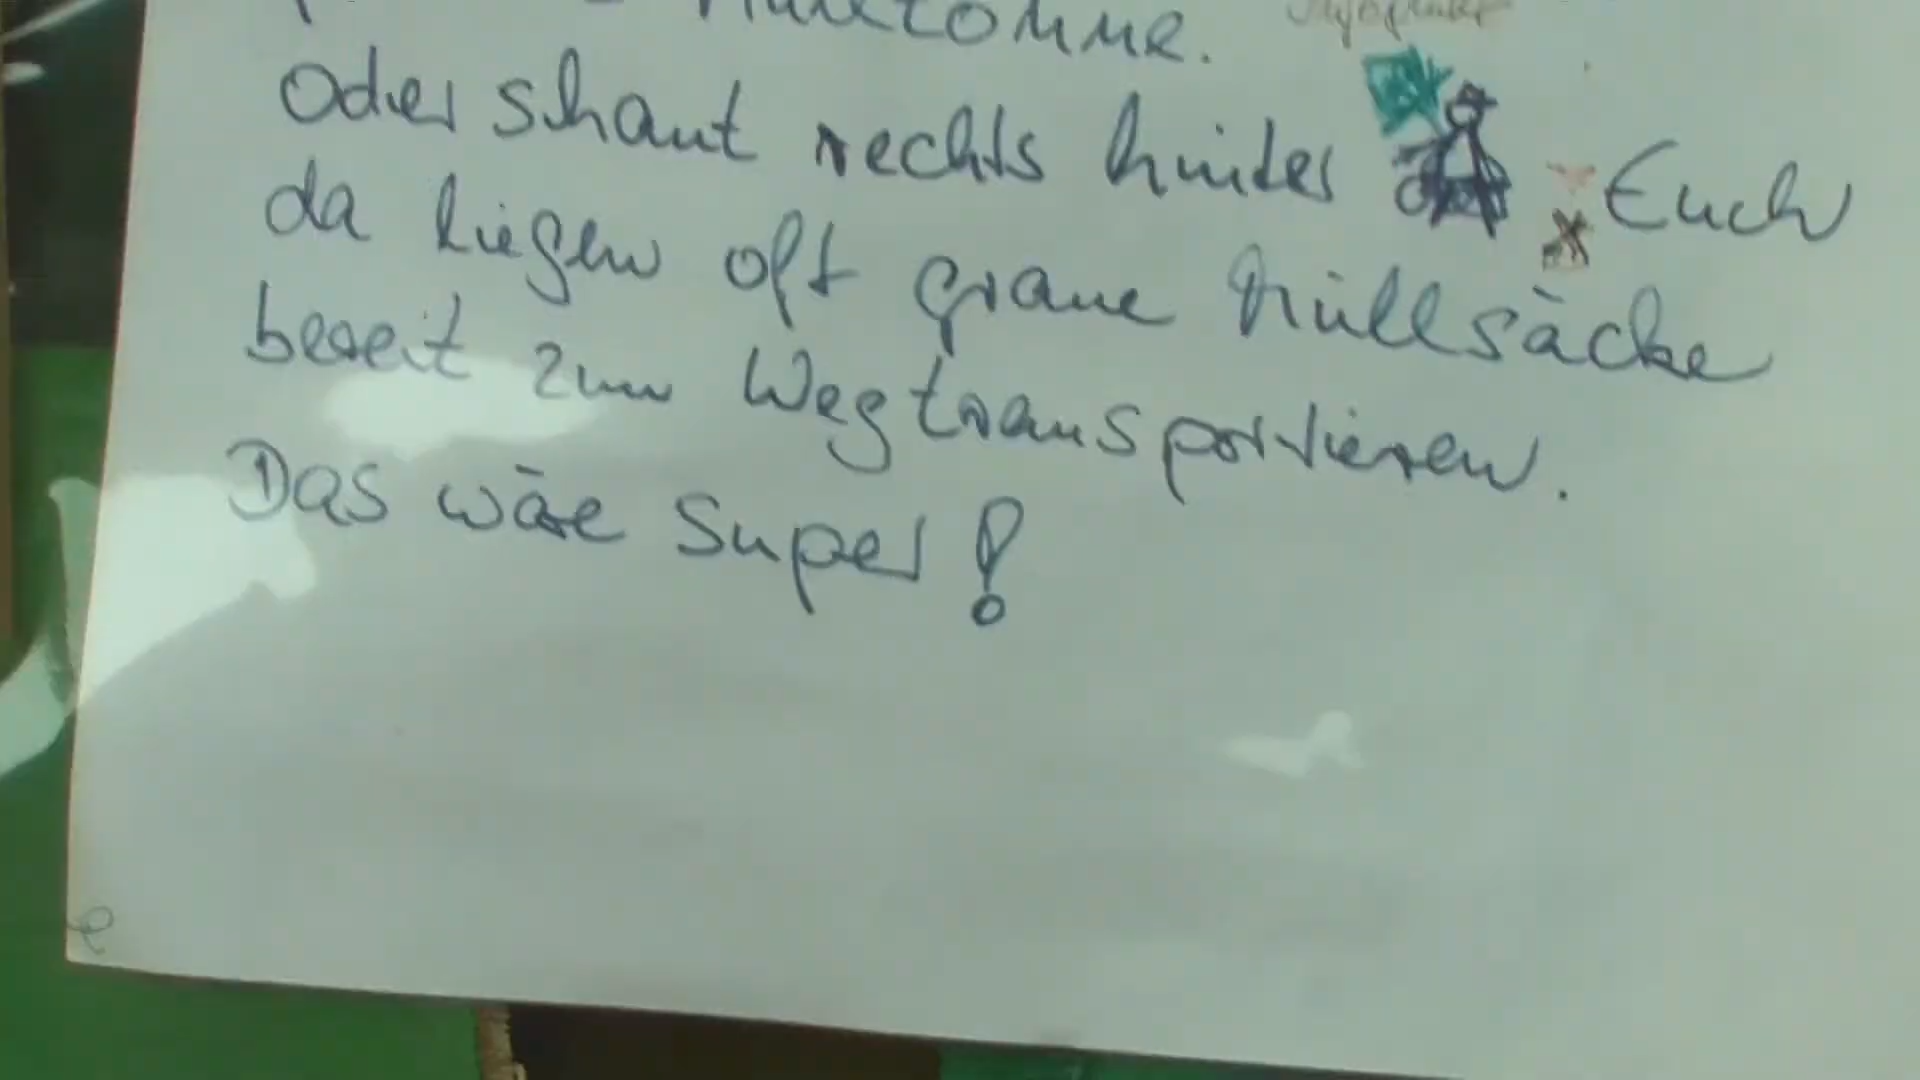 Oder schaut rechts hinter Euch
da liegen oft graue Müllsäcke
bereit zum Wegtransportieren.
Das wäre Super!
e